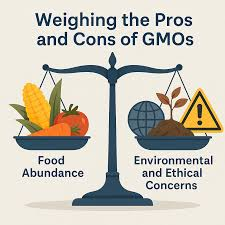 Weighing the Pros
and Cons of GMOs
Food
Abundance
Environmental
and Ethical
Concerns